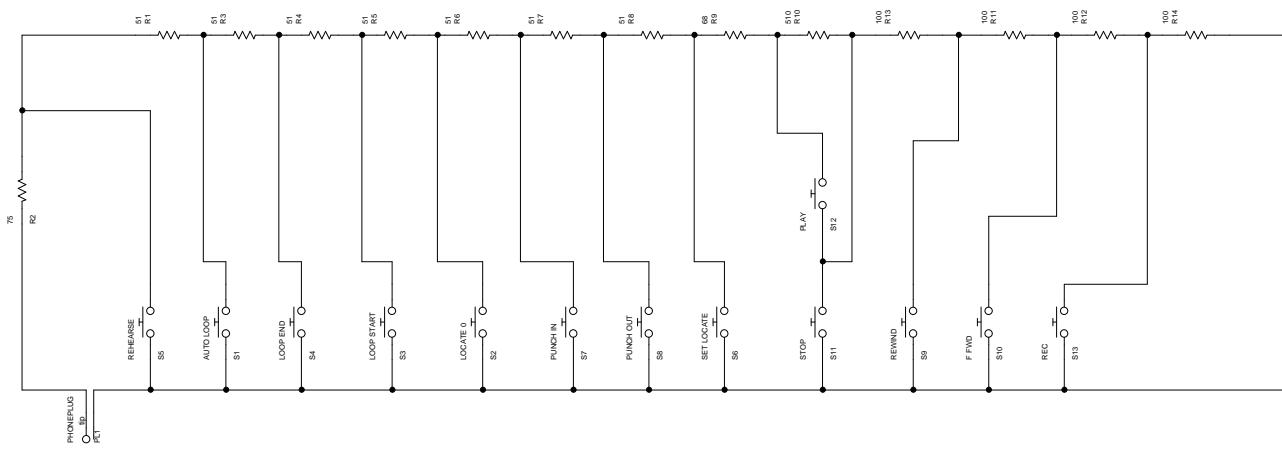 51
R1
51
R3
51
R4
51
R5
51
R6
51
R7
51
R8
68
R9
510
R10
100
R13
100
R11
100
R12
100
R14
75
R2
PLAY
S12
REHEARSE
S5
AUTO LOOP
S1
LOOP END
S4
LOOP START
S3
LOCATE 0
S2
PUNCH IN
S7
PUNCH OUT
S8
SET LOCATE
S6
STOP
S11
REWIND
S9
F FWD
S10
REC
S13
PHONEPLUG
tip
PL1